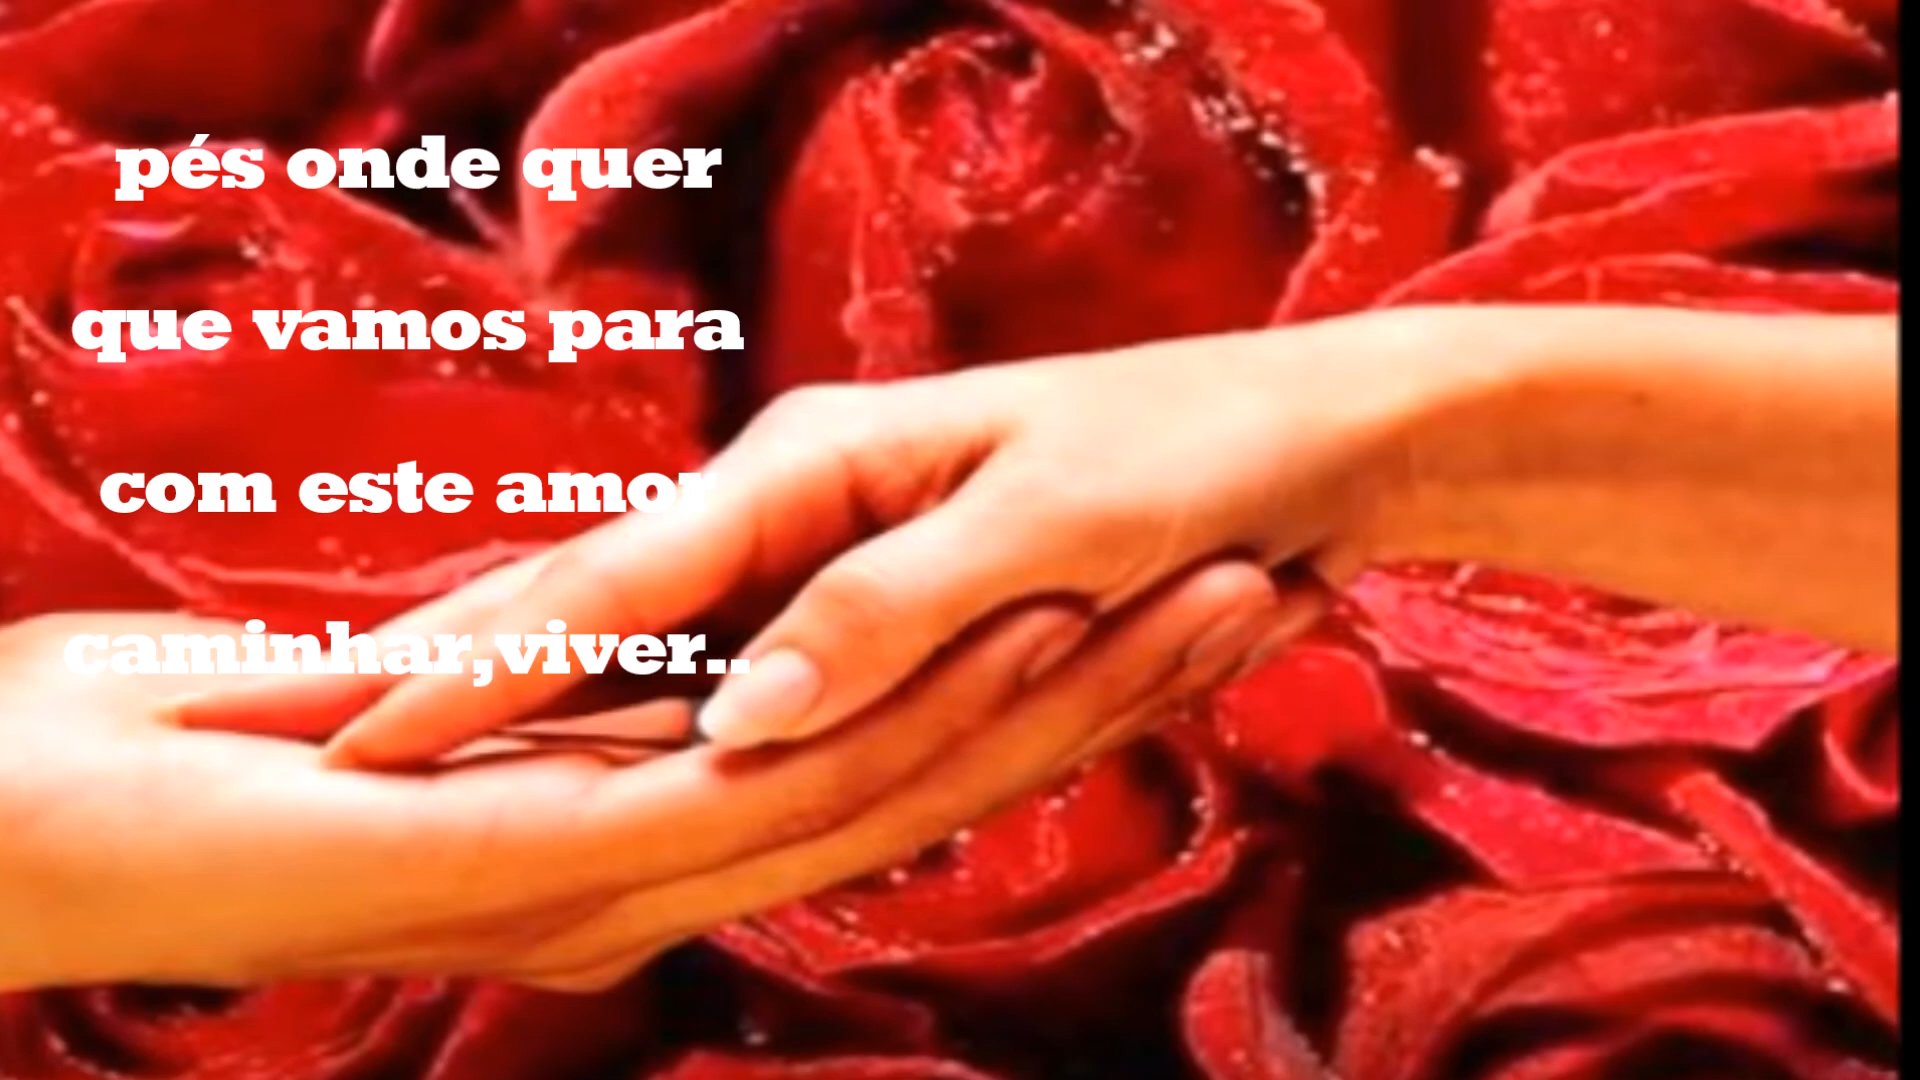 pés onde quer
que vamos para
com este amor
caminhar,viver..